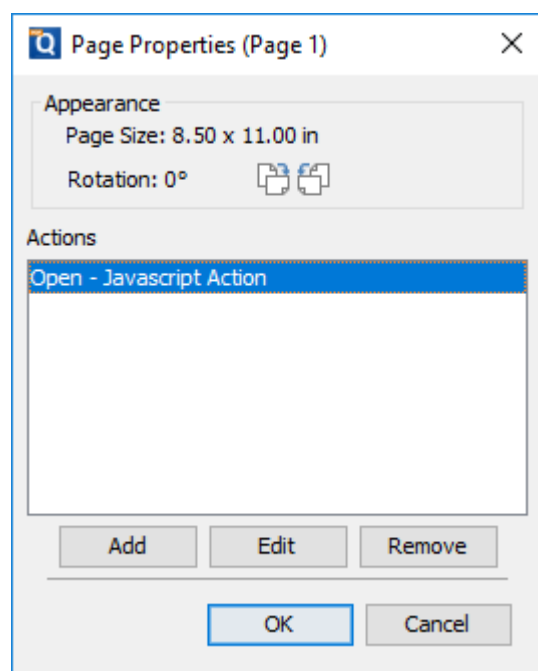 Page Properties (Page 1)
Appearance
Page Size: 8.50 x 11.00 in
Rotation: 0°
Actions
Open - Javascript Action
Add Edit Remove
OK Cancel